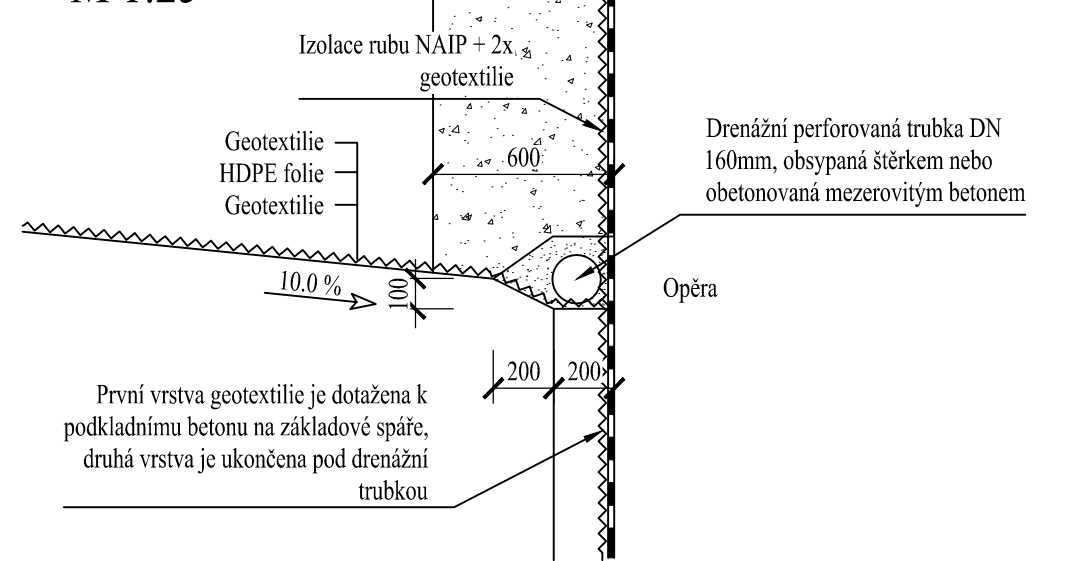 Izolace rubu NAIP + 2x
geotextilie
Geotextilie
HDPE folie
Geotextilie
600
Drenážní perforovaná trubka DN
160mm, obsypaná štěrkem nebo
obetonovaná mezerovitým betonem
10.0 %
100
Opěra
200
200
První vrstva geotextilie je dotažena k
podkladnímu betonu na základové spáře,
druhá vrstva je ukončena pod drenážní
trubkou